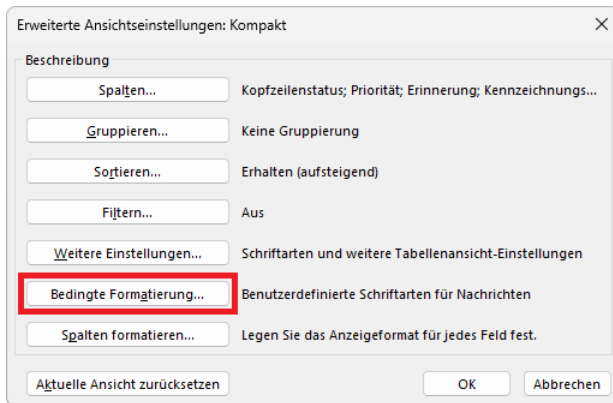 Erweiterte Ansichtseinstellungen: Kompakt
Beschreibung
Spalten... Kopfzeilenstatus; Priorität; Erinnerung; Kennzeichnungs...
Gruppieren... Keine Gruppierung
Sortieren... Erhalten (aufsteigend)
Filtern... Aus
Weitere Einstellungen... Schriftarten und weitere Tabellenansicht-Einstellungen
Bedingte Formatierung... Benutzerdefinierte Schriftarten für Nachrichten
Spalten formatieren... Legen Sie das Anzeigeformat für jedes Feld fest.
Aktuelle Ansicht zurücksetzen OK Abbrechen